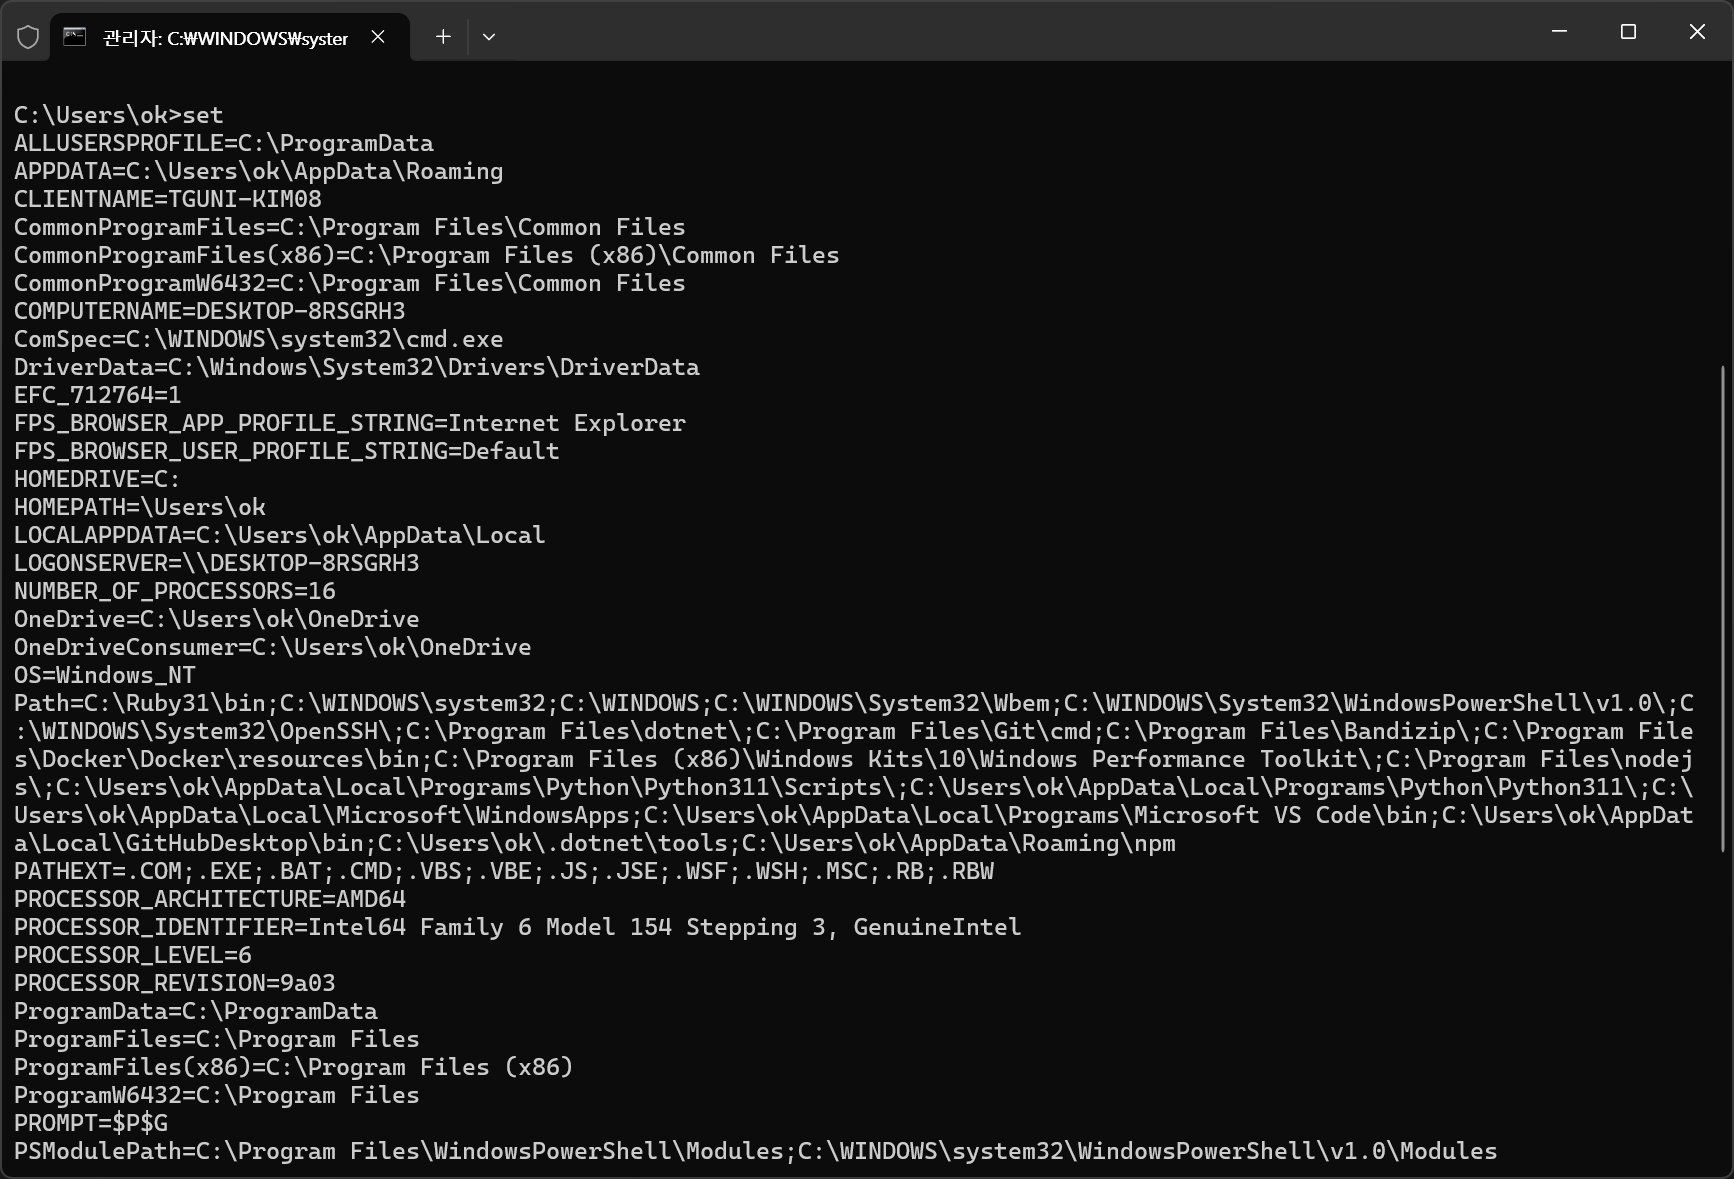 관리자: C:₩WINDOWS₩syster
C:\Users\ok>set
ALLUSERSPROFILE=C:\ProgramData
APPDATA=C:\Users\ok\AppData\Roaming
CLIENTNAME=TGUNI-KIM08
CommonProgramFiles=C:\Program Files\Common Files
CommonProgramFiles(x86)=C:\Program Files (x86)\Common Files
CommonProgramW6432=C:\Program Files\Common Files
COMPUTERNAME=DESKTOP-8RSGRH3
ComSpec=C:\WINDOWS\system32\cmd.exe
DriverData=C:\Windows\System32\Drivers\DriverData
EFC_712764=1
FPS_BROWSER_APP_PROFILE_STRING=Internet Explorer
FPS_BROWSER_USER_PROFILE_STRING=Default
HOMEDRIVE=C:
HOMEPATH=\Users\ok
LOCALAPPDATA=C:\Users\ok\AppData\Local
LOGONSERVER=\\DESKTOP-8RSGRH3
NUMBER_OF_PROCESSORS=16
OneDrive=C:\Users\ok\OneDrive
OneDriveConsumer=C:\Users\ok\OneDrive
OS=Windows_NT
Path=C:\Ruby31\bin;C:\WINDOWS\system32;C:\WINDOWS;C:\WINDOWS\System32\Wbem;C:\WINDOWS\System32\WindowsPowerShell\v1.0\;C
:\WINDOWS\System32\OpenSSH\;C:\Program Files\dotnet\;C:\Program Files\Git\cmd;C:\Program Files\Bandizip\;C:\Program File
s\Docker\Docker\resources\bin;C:\Program Files (x86)\Windows Kits\10\Windows Performance Toolkit\;C:\Program Files\nodej
s\;C:\Users\ok\AppData\Local\Programs\Python\Python311\Scripts\;C:\Users\ok\AppData\Local\Programs\Python\Python311\;C:\
Users\ok\AppData\Local\Microsoft\WindowsApps;C:\Users\ok\AppData\Local\Programs\Microsoft VS Code\bin;C:\Users\ok\AppDat
a\Local\GitHubDesktop\bin;C:\Users\ok\.dotnet\tools;C:\Users\ok\AppData\Roaming\npm
PATHEXT=.COM;.EXE;.BAT;.CMD;.VBS;.VBE;.JS;.JSE;.WSF;.WSH;.MSC;.RB;.RBW
PROCESSOR_ARCHITECTURE=AMD64
PROCESSOR_IDENTIFIER=Intel64 Family 6 Model 154 Stepping 3, GenuineIntel
PROCESSOR_LEVEL=6
PROCESSOR_REVISION=9a03
ProgramData=C:\ProgramData
ProgramFiles=C:\Program Files
ProgramFiles(x86)=C:\Program Files (x86)
ProgramW6432=C:\Program Files
PROMPT=$P$G
PSModulePath=C:\Program Files\WindowsPowerShell\Modules;C:\WINDOWS\system32\WindowsPowerShell\v1.0\Modules